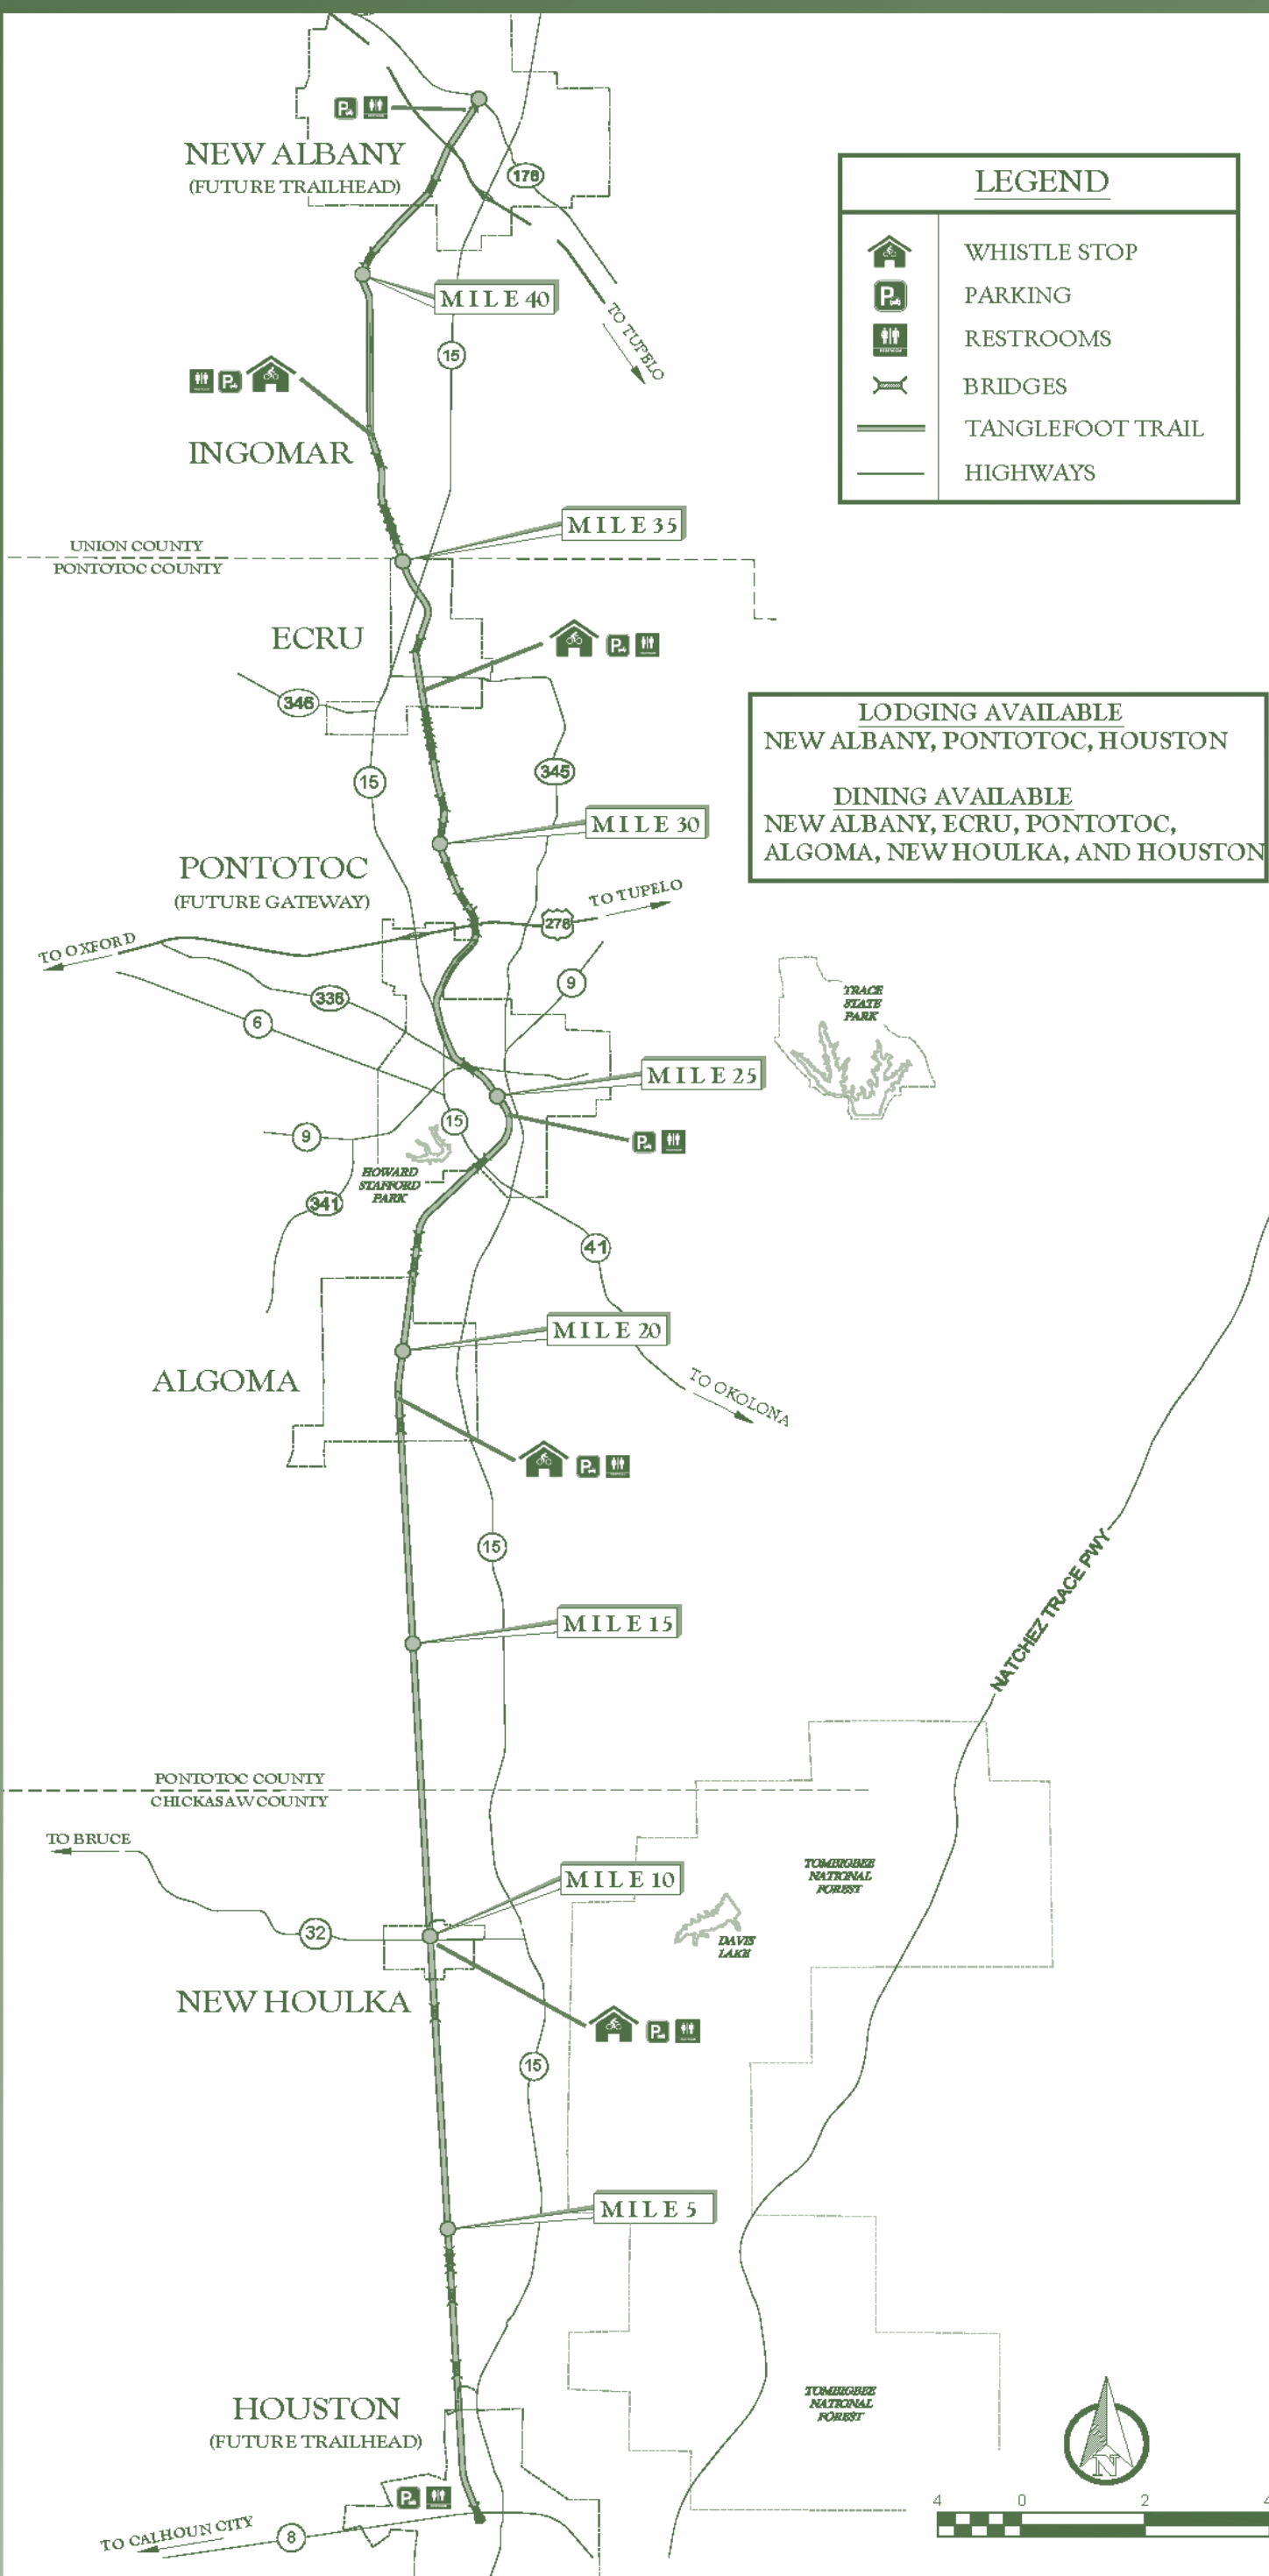 NEW ALBANY
(FUTURE TRAILHEAD)
178
MILE 40
TO TUPELO
15
LEGEND
WHISTLE STOP
PARKING
RESTROOMS
BRIDGES
TANGLEFOOT TRAIL
HIGHWAYS
INGOMAR
MILE 35
UNION COUNTY
PONTOTOC COUNTY
ECRU
346
15
345
LODGING AVAILABLE
NEW ALBANY, PONTOTOC, HOUSTON
DINING AVAILABLE
NEW ALBANY, ECRU, PONTOTOC,
ALGOMA, NEW HOULKA, AND HOUSTON
MILE 30
PONTOTOC
(FUTURE GATEWAY)
TO TUPELO
278
TO OXFORD
9
336
6
TRACE
STATE
PARK
MILE 25
15
9
HOWARD
STAFFORD
PARK
341
41
MILE 20
ALGOMA
TO OKOLONA
15
NATCHEZ TRACE PWY
MILE 15
PONTOTOC COUNTY
CHICKASAW COUNTY
TO BRUCE
MILE 10
TOMBIGBEE
NATIONAL
FOREST
32
DAVIS
LAKE
NEW HOULKA
15
MILE 5
HOUSTON
(FUTURE TRAILHEAD)
TOMBIGBEE
NATIONAL
FOREST
N
4 0 2 4
TO CALHOUN CITY
8